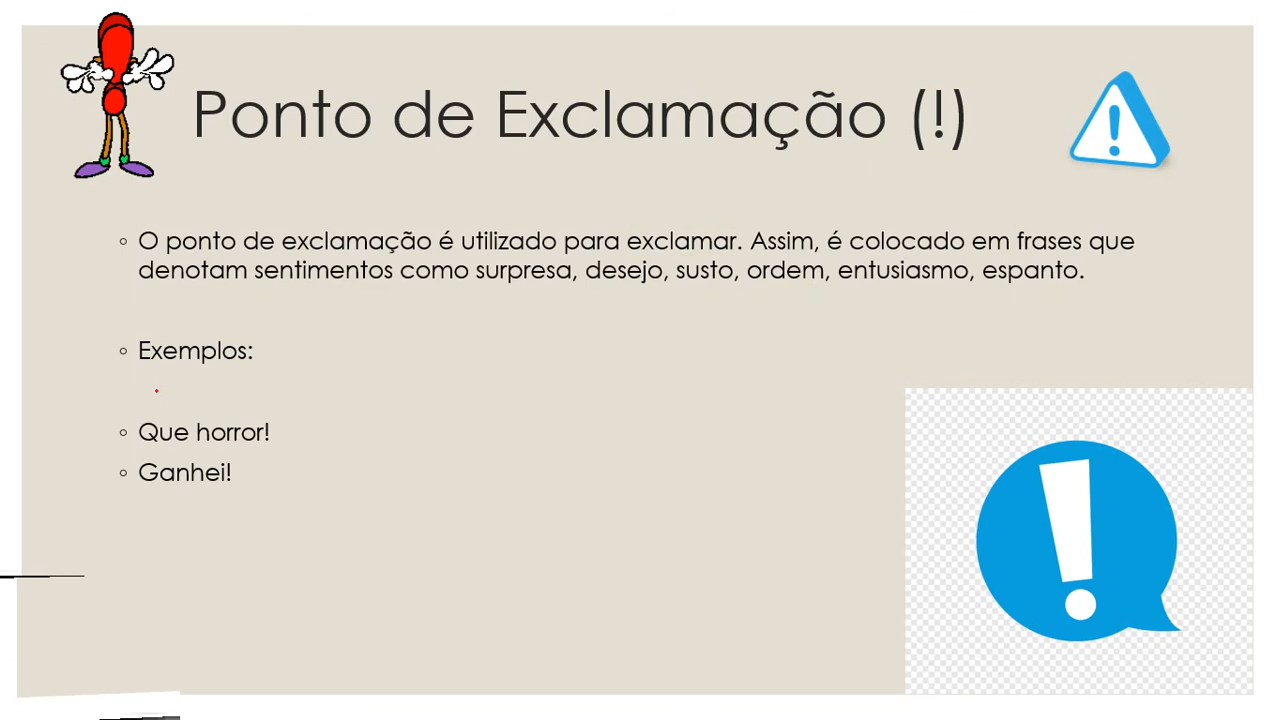 Ponto de Exclamação (!)
◦ O ponto de exclamação é utilizado para exclamar. Assim, é colocado em frases que
denotam sentimentos como surpresa, desejo, susto, ordem, entusiasmo, espanto.
◦ Exemplos:
◦ Que horror!
◦ Ganhei!